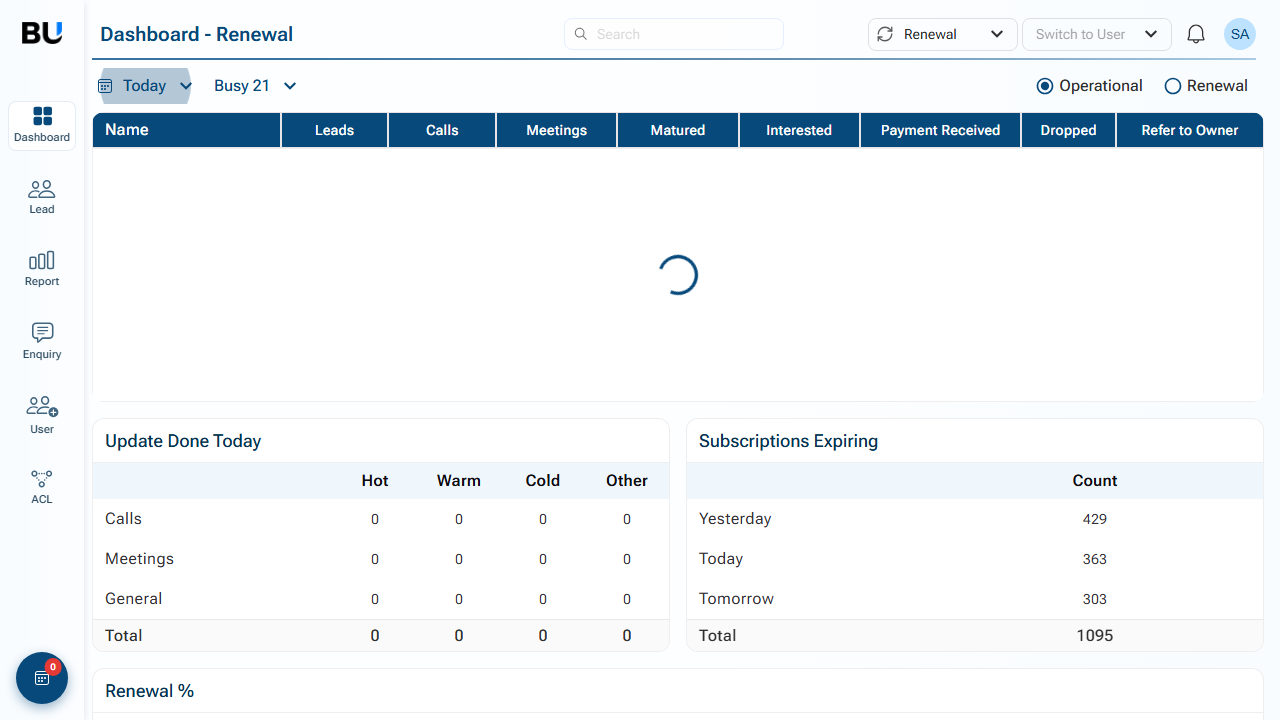 BU
Dashboard - Renewal
Search
Renewal
Switch to User
SA
Today
Busy 21
Operational
Renewal
Dashboard
Lead
Report
Enquiry
User
ACL
0
Name Leads Calls Meetings Matured Interested Payment Received Dropped Refer to Owner
Update Done Today
Hot Warm Cold Other
Calls 0 0 0 0
Meetings 0 0 0 0
General 0 0 0 0
Total 0 0 0 0
Subscriptions Expiring
Count
Yesterday 429
Today 363
Tomorrow 303
Total 1095
Renewal %